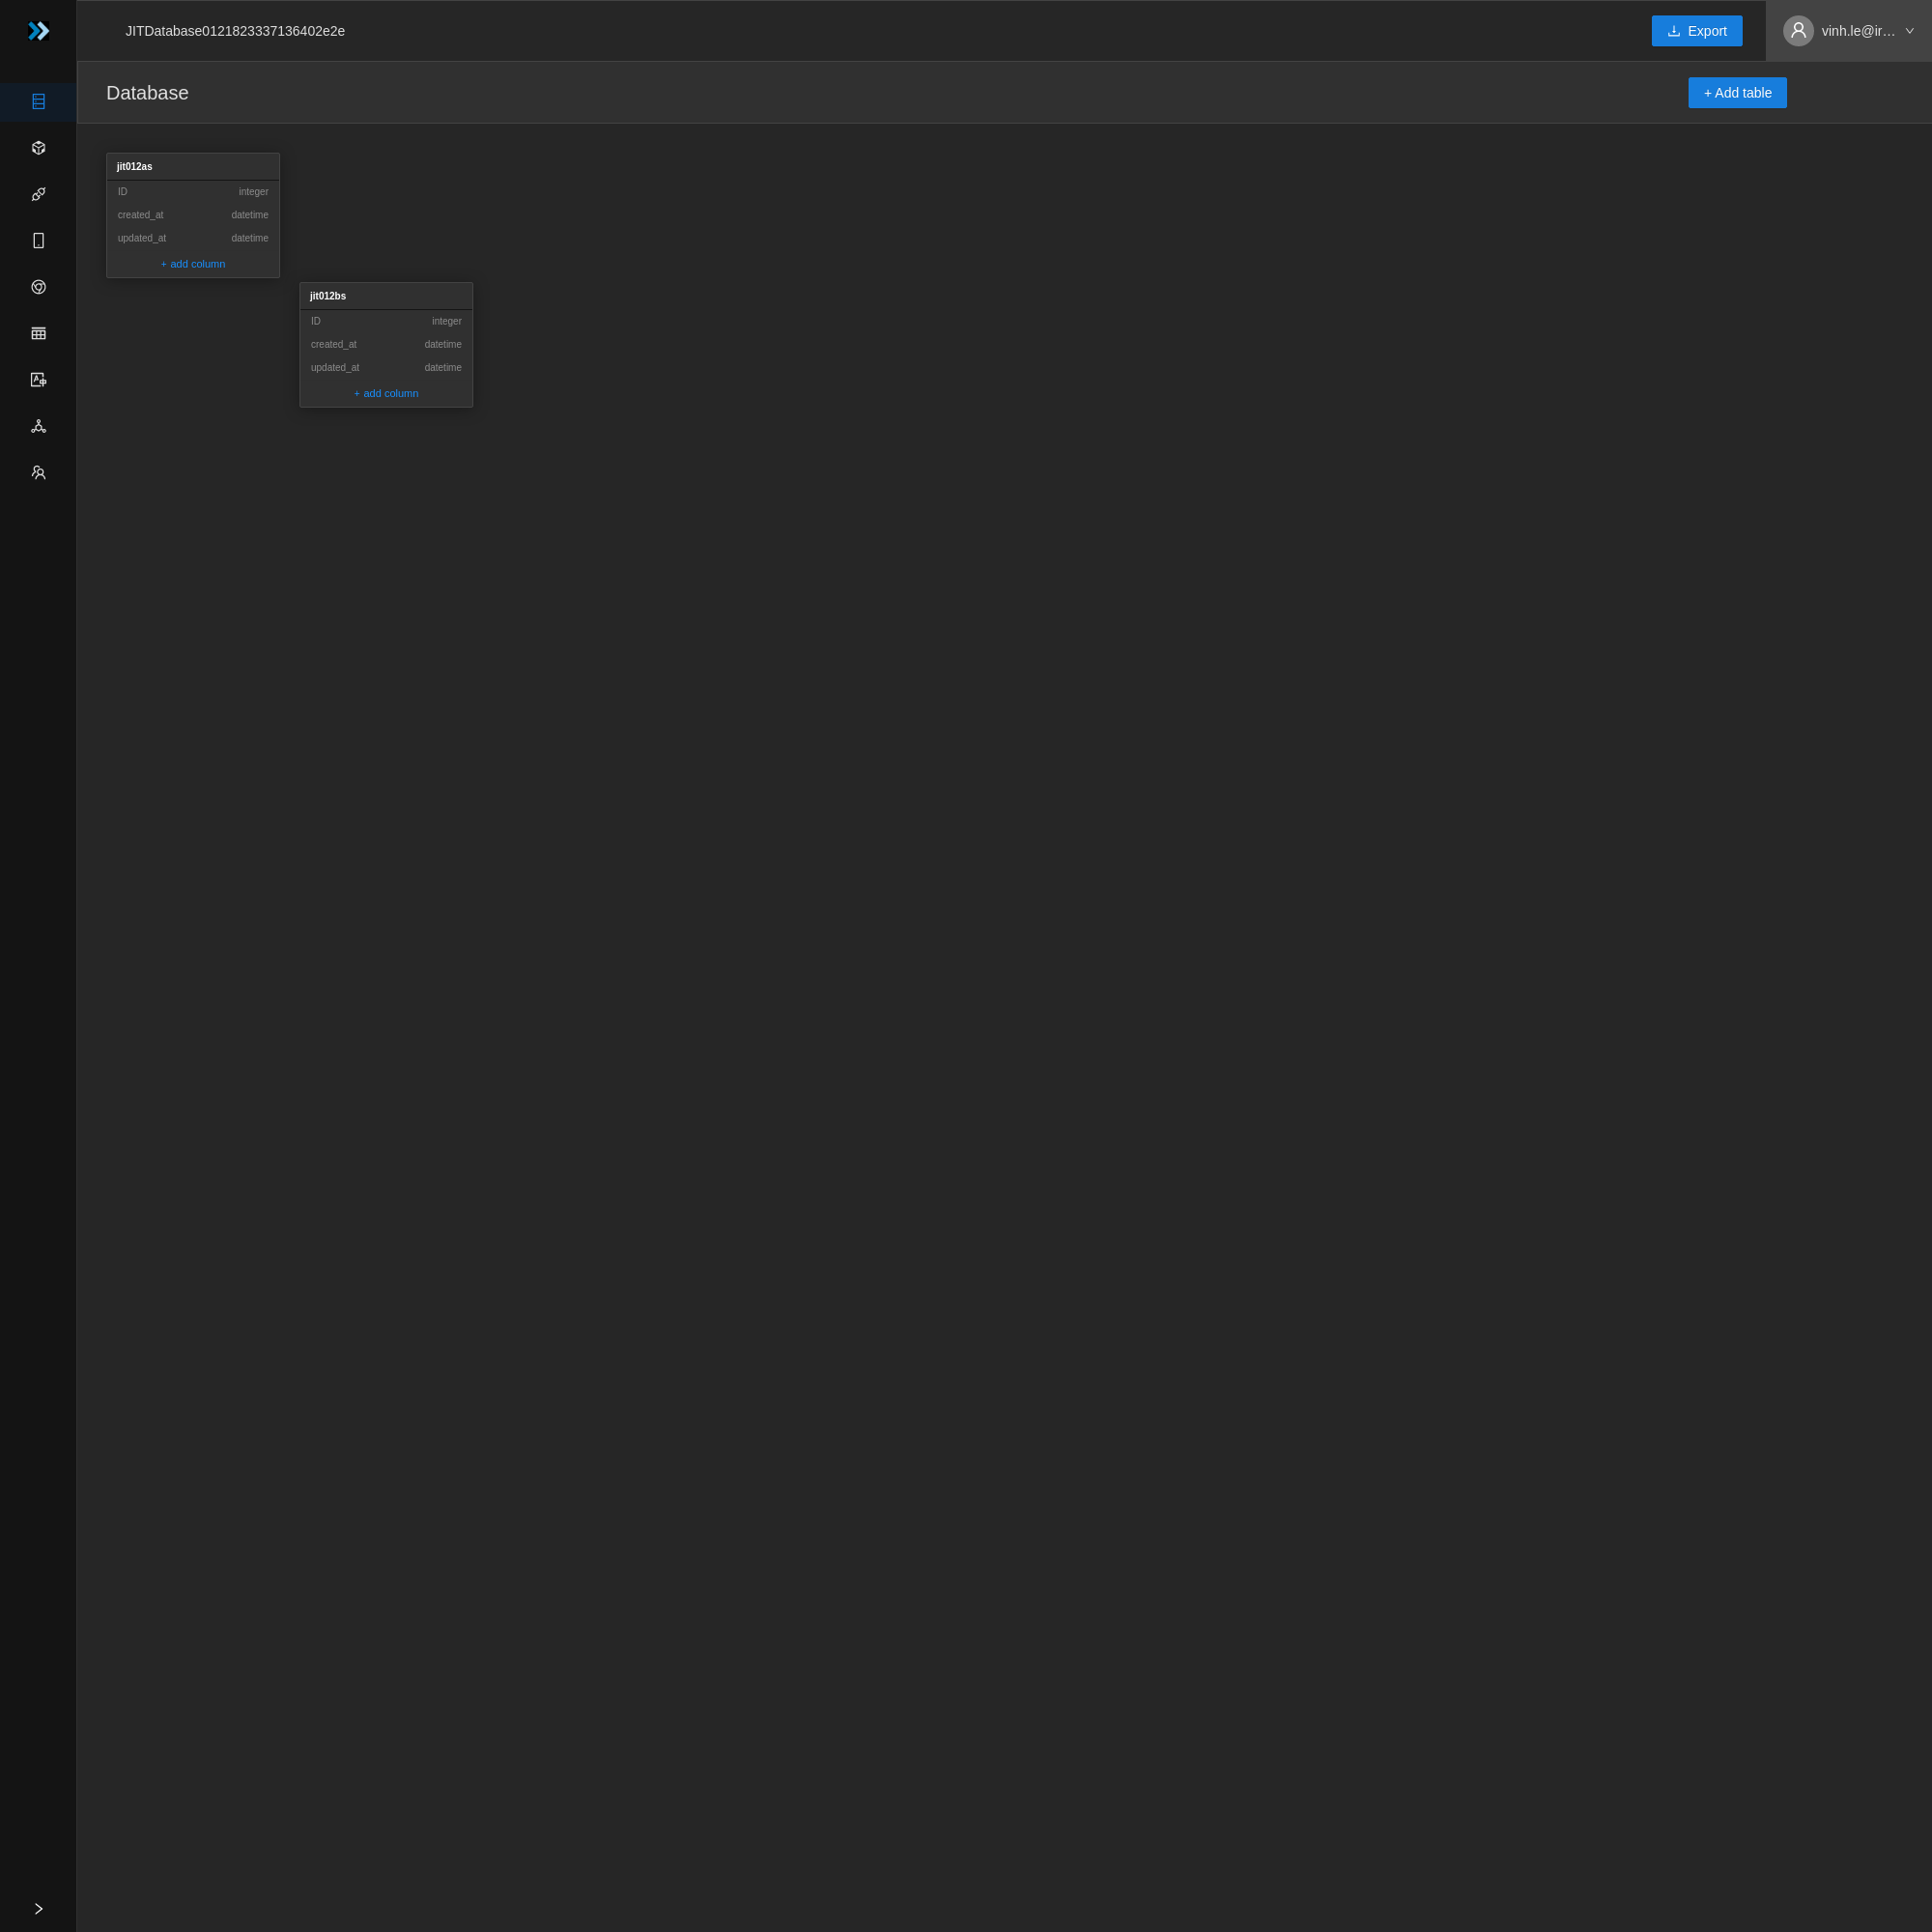 JITDatabase0121823337136402e2e
Export
vinh.le@ir…
Database
+ Add table
jit012as
ID integer
created_at datetime
updated_at datetime
+ add column
jit012bs
ID integer
created_at datetime
updated_at datetime
+ add column